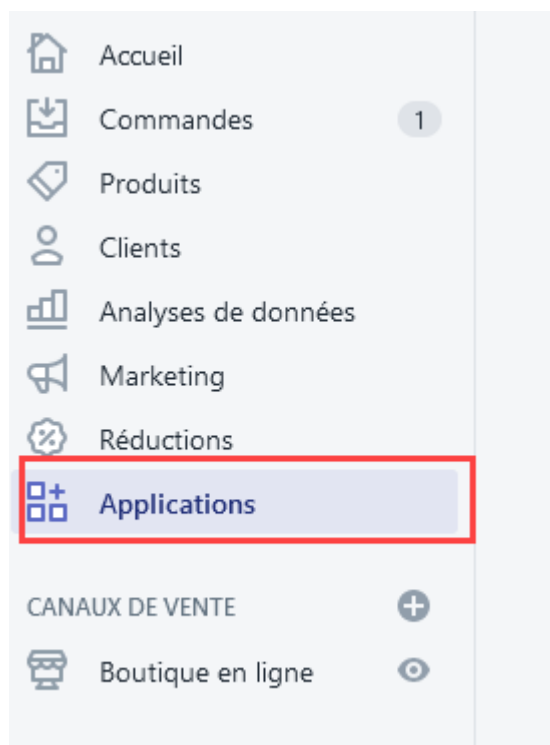 Accueil
Commandes 1
Produits
Clients
Analyses de données
Marketing
Réductions
Applications
CANAUX DE VENTE
Boutique en ligne